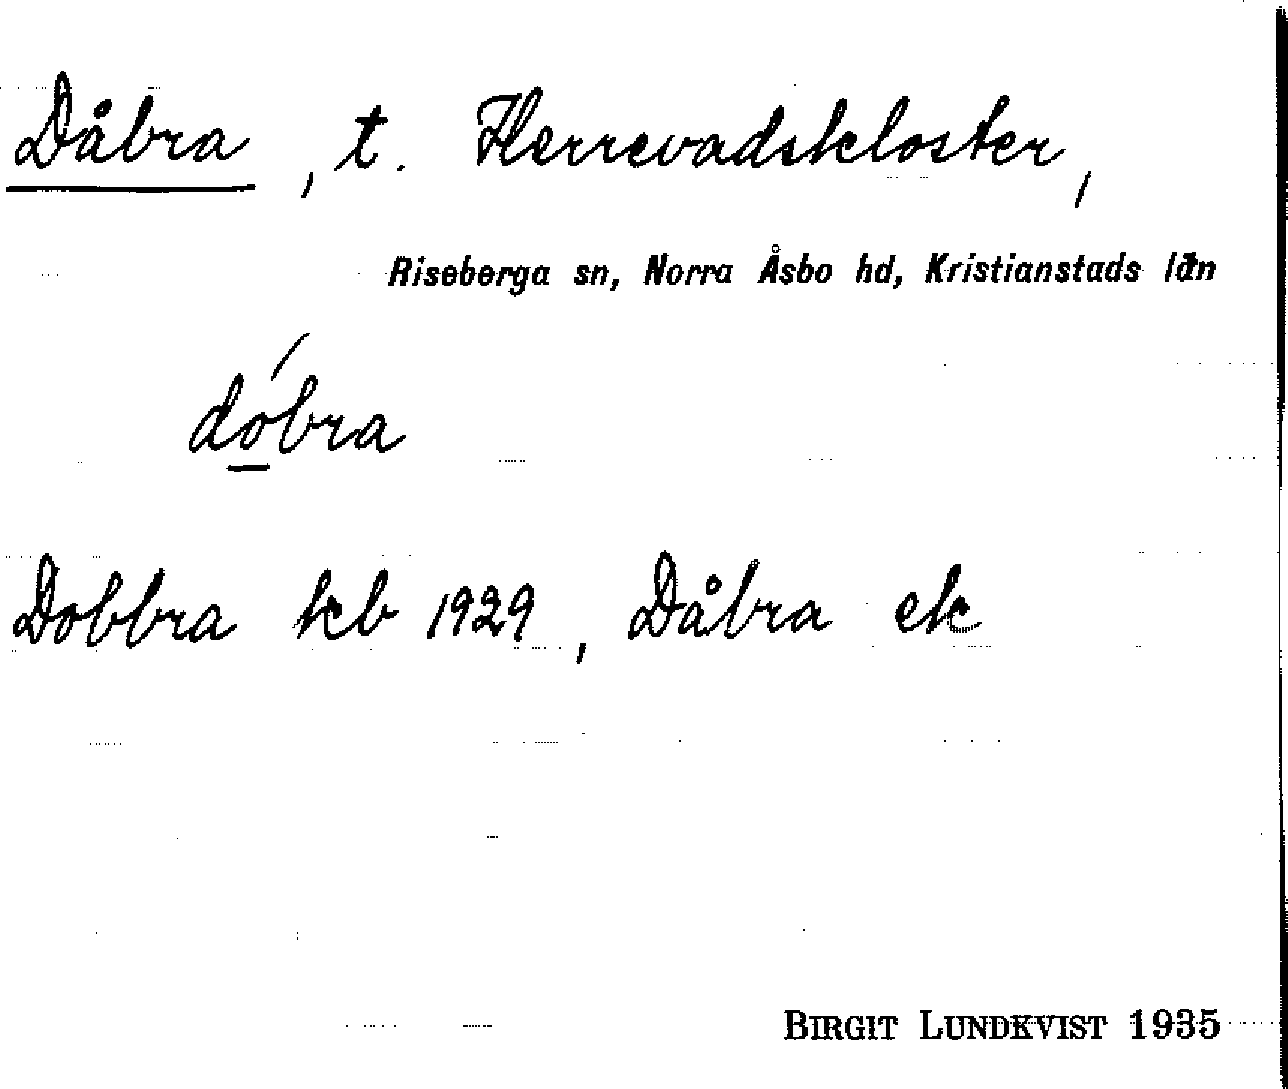 Dåbra, t. Herrevadskloster,
Riseberga sn, Norra Åsbo hd, Kristianstads län
dóbra
Dobbra kb 1929, Dåbra ek
BIRGIT LUNDKVIST 1935